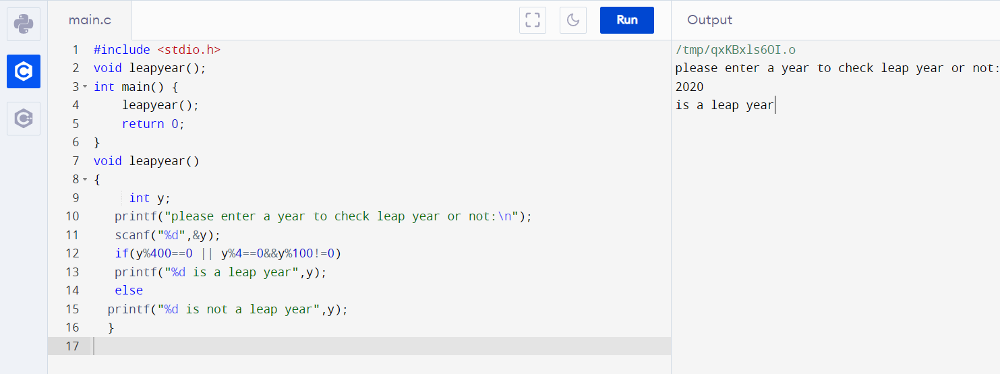 main.c
Run
Output
1 #include <stdio.h>
2 void leapyear();
3 int main() {
4 leapyear();
5 return 0;
6 }
7 void leapyear()
8 {
9 int y;
10 printf("please enter a year to check leap year or not:\n");
11 scanf("%d",&y);
12 if(y%400==0 || y%4==0&&y%100!=0)
13 printf("%d is a leap year",y);
14 else
15 printf("%d is not a leap year",y);
16 }
17
/tmp/qxKBxls6OI.o
please enter a year to check leap year or not:
2020
is a leap year